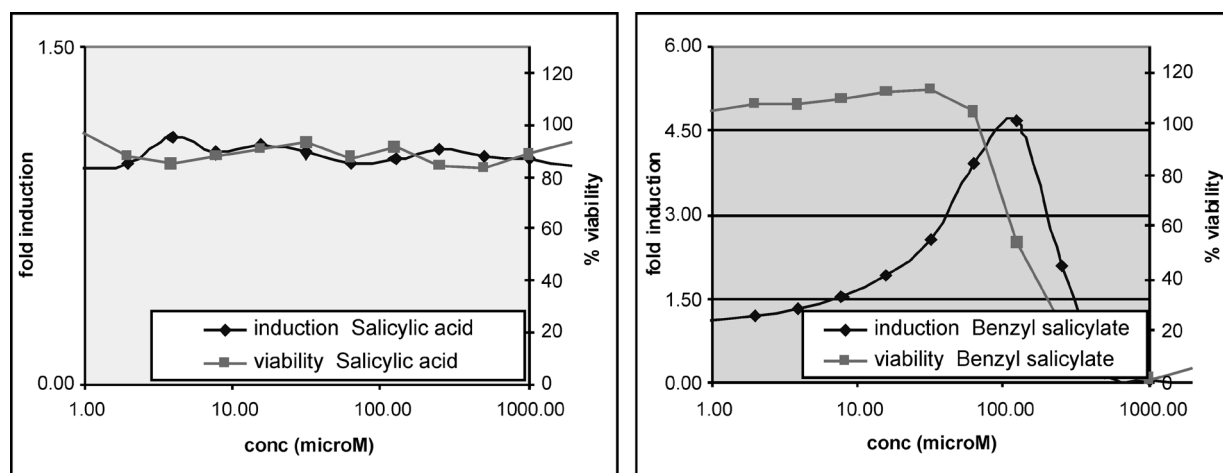 1.50
0.00
fold induction
120
100
80
60
40
20
0
% viability
induction Salicylic acid
viability Salicylic acid
1.00
10.00
100.00
1000.00
conc (microM)
6.00
4.50
3.00
1.50
0.00
fold induction
120
100
80
60
40
20
0
% viability
induction Benzyl salicylate
viability Benzyl salicylate
1.00
10.00
100.00
1000.00
conc (microM)